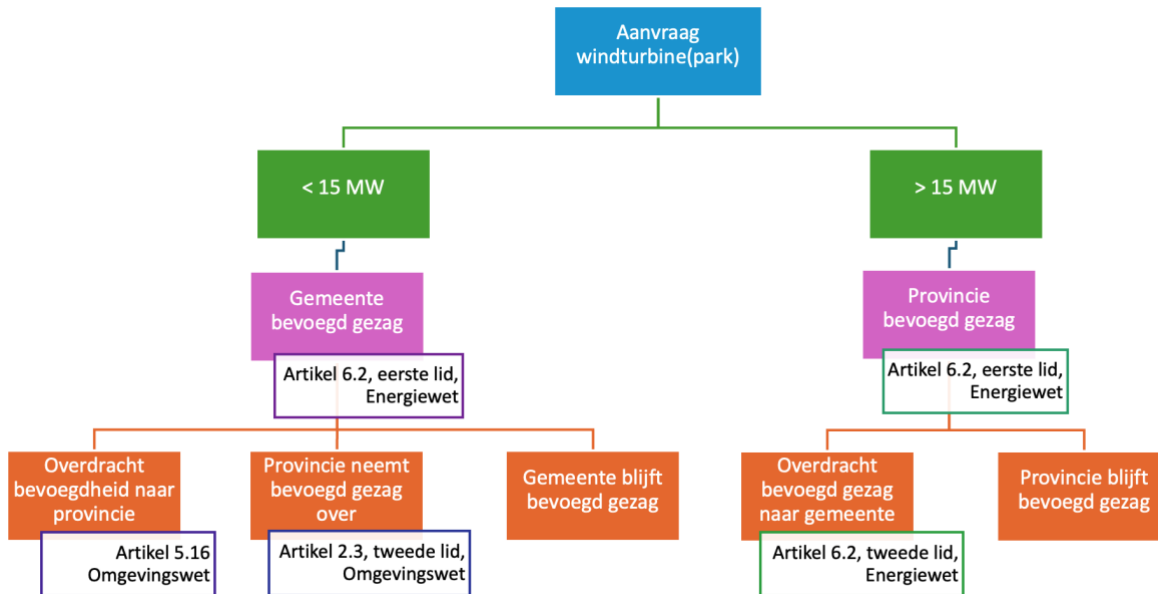 Aanvraag
windturbine(park)
< 15 MW
> 15 MW
Gemeente
bevoegd gezag
Provincie
bevoegd gezag
Artikel 6.2, eerste lid,
Energiewet
Artikel 6.2, eerste lid,
Energiewet
Overdracht
bevoegdheid naar
provincie
Provincie neemt
bevoegd gezag
over
Gemeente blijft
bevoegd gezag
Overdracht
bevoegd gezag
naar gemeente
Provincie blijft
bevoegd gezag
Artikel 5.16
Omgevingswet
Artikel 2.3, tweede lid,
Omgevingswet
Artikel 6.2, tweede lid,
Energiewet